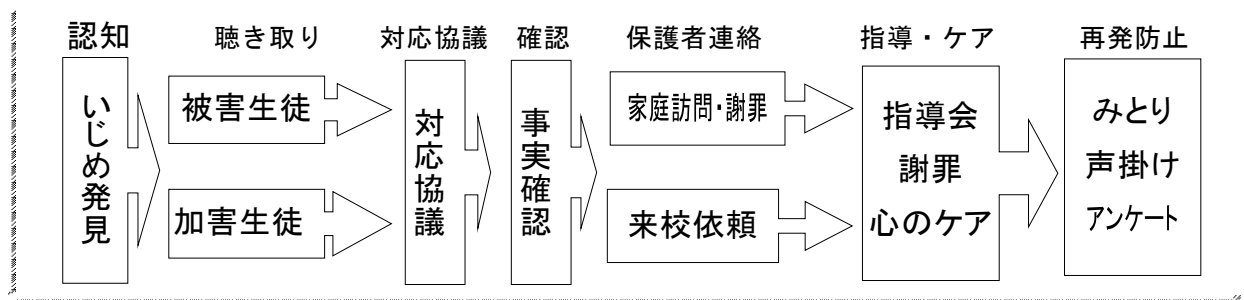 認知
聴き取り
対応協議
確認
保護者連絡
指導・ケア
再発防止
いじめ発見
被害生徒
加害生徒
対応協議
事実確認
家庭訪問・謝罪
来校依頼
指導会
謝罪
心のケア
みとり
声掛け
アンケート